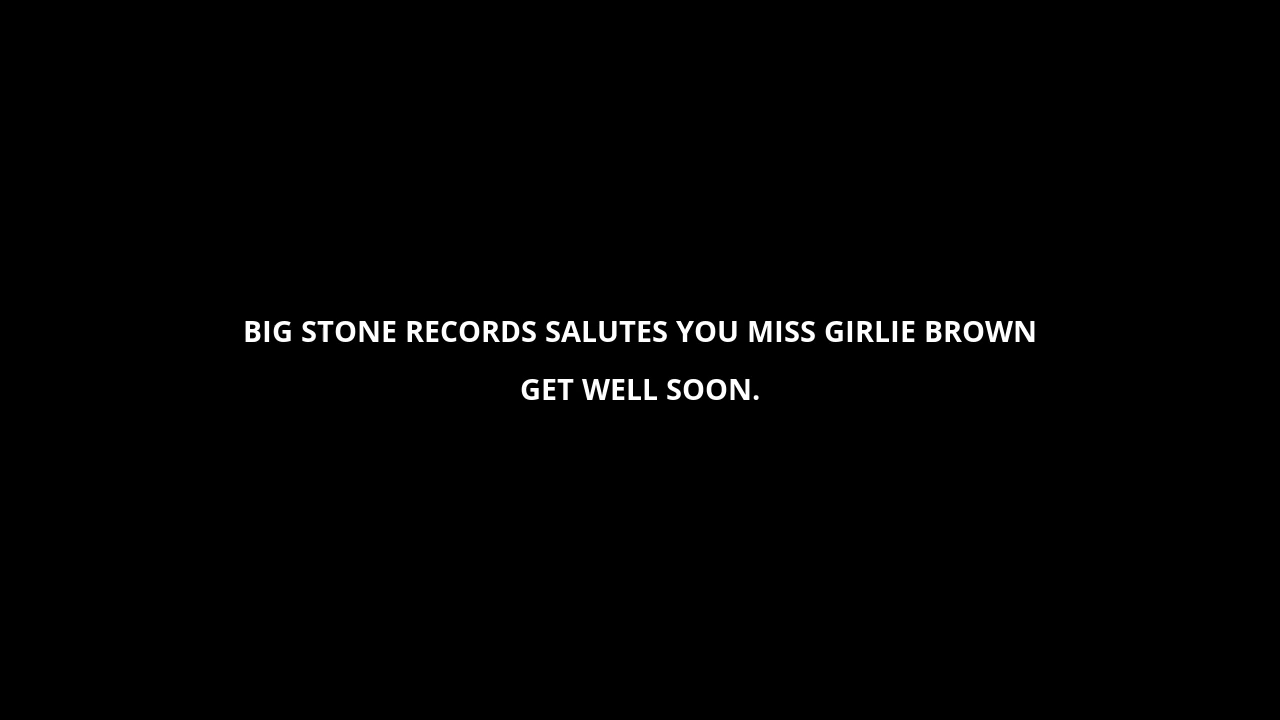 BIG STONE RECORDS SALUTES YOU MISS GIRLIE BROWN
GET WELL SOON.